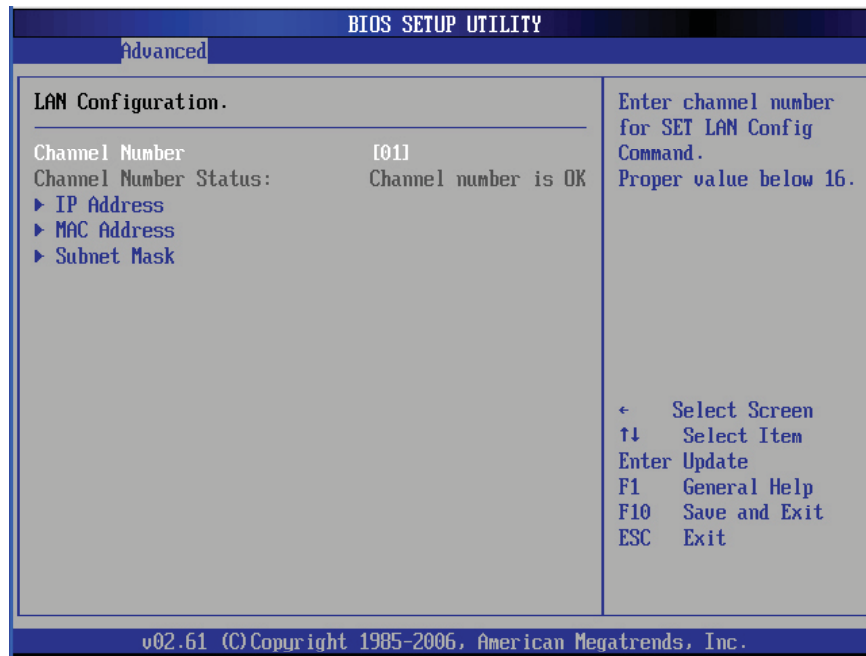 BIOS SETUP UTILITY
Advanced
LAN Configuration.
Channel Number [01]
Channel Number Status: Channel number is OK
▶ IP Address
▶ MAC Address
▶ Subnet Mask
Enter channel number
for SET LAN Config
Command.
Proper value below 16.
← Select Screen
↑↓ Select Item
Enter Update
F1 General Help
F10 Save and Exit
ESC Exit
v02.61 (C)Copyright 1985-2006, American Megatrends, Inc.